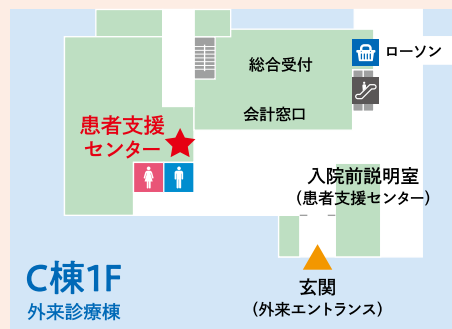 ローソン
総合受付
会計窓口
患者支援
センター
入院前説明室
(患者支援センター)
C棟1F
外来診療棟
玄関
(外来エントランス)